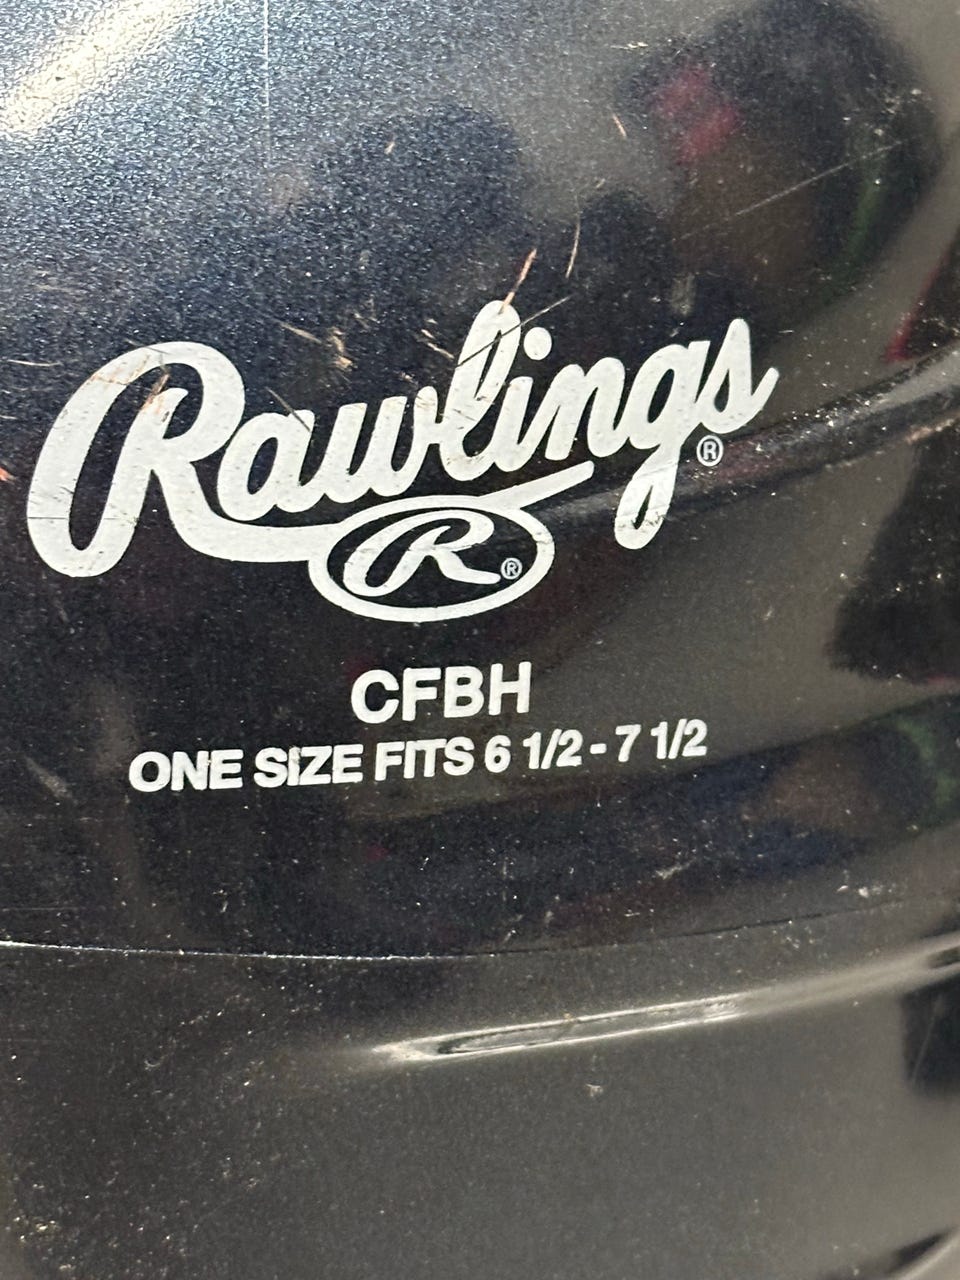 Rawlings®
R®
CFBH
ONE SIZE FITS 6 1/2 - 7 1/2